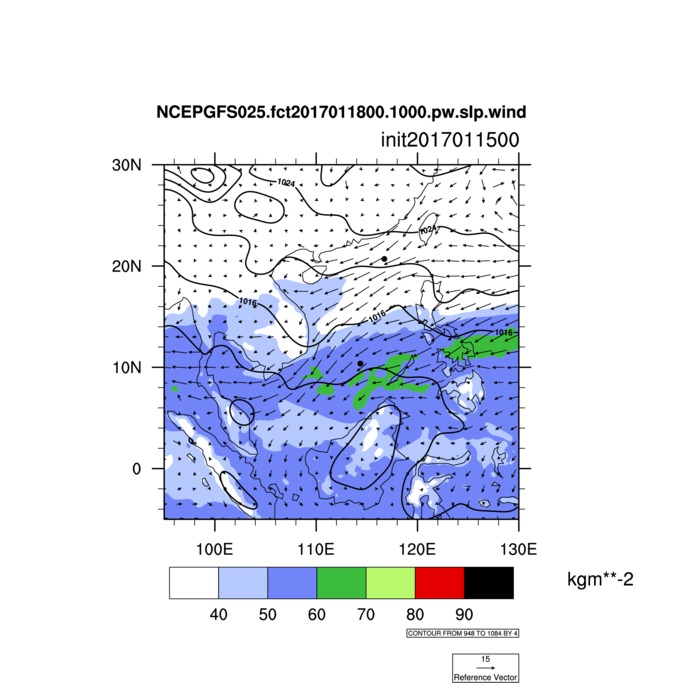 NCEPGFS025.fct2017011800.1000.pw.slp.wind
init2017011500
30N
1024
1024
20N
1016
1016
1016
10N
0
100E 110E 120E 130E
kgm**-2
40 50 60 70 80 90
CONTOUR FROM 948 TO 1084 BY 4
15
Reference Vector